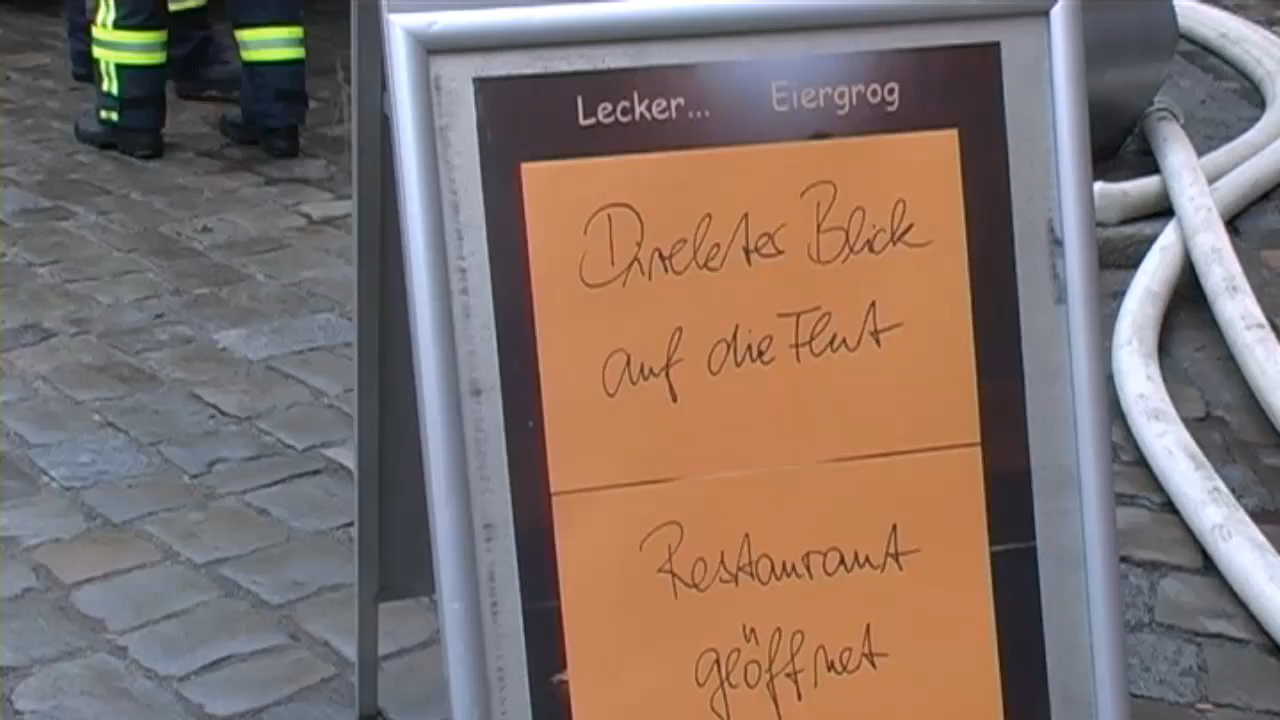 Lecker... Eiergrog
Direkter Blick
auf die Flut
Restaurant
geöffnet